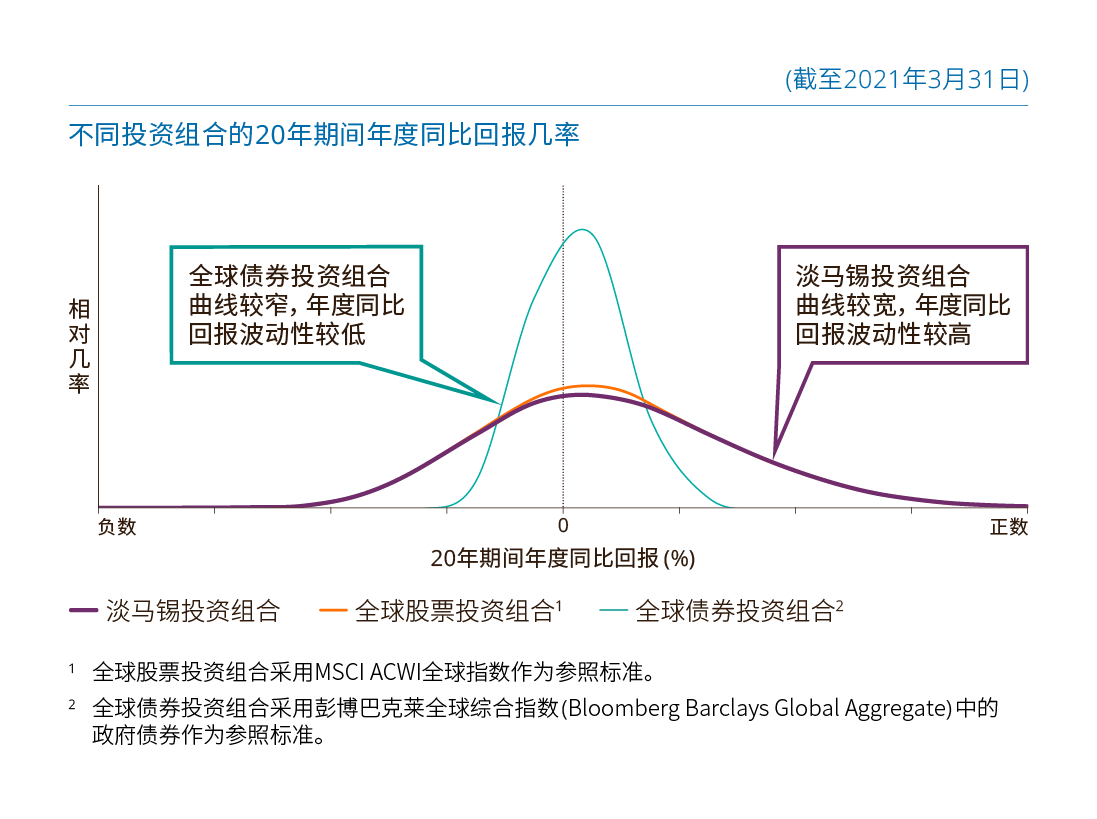 (截至2021年3月31日)
不同投资组合的20年期间年度同比回报几率
全球债券投资组合
曲线较窄，年度同比
回报波动性较低
淡马锡投资组合
曲线较宽，年度同比
回报波动性较高
相
对
几
率
负数
0
正数
20年期间年度同比回报 (%)
淡马锡投资组合
全球股票投资组合1
全球债券投资组合2
1 全球股票投资组合采用MSCI ACWI全球指数作为参照标准。
2 全球债券投资组合采用彭博巴克莱全球综合指数(Bloomberg Barclays Global Aggregate)中的
政府债券作为参照标准。